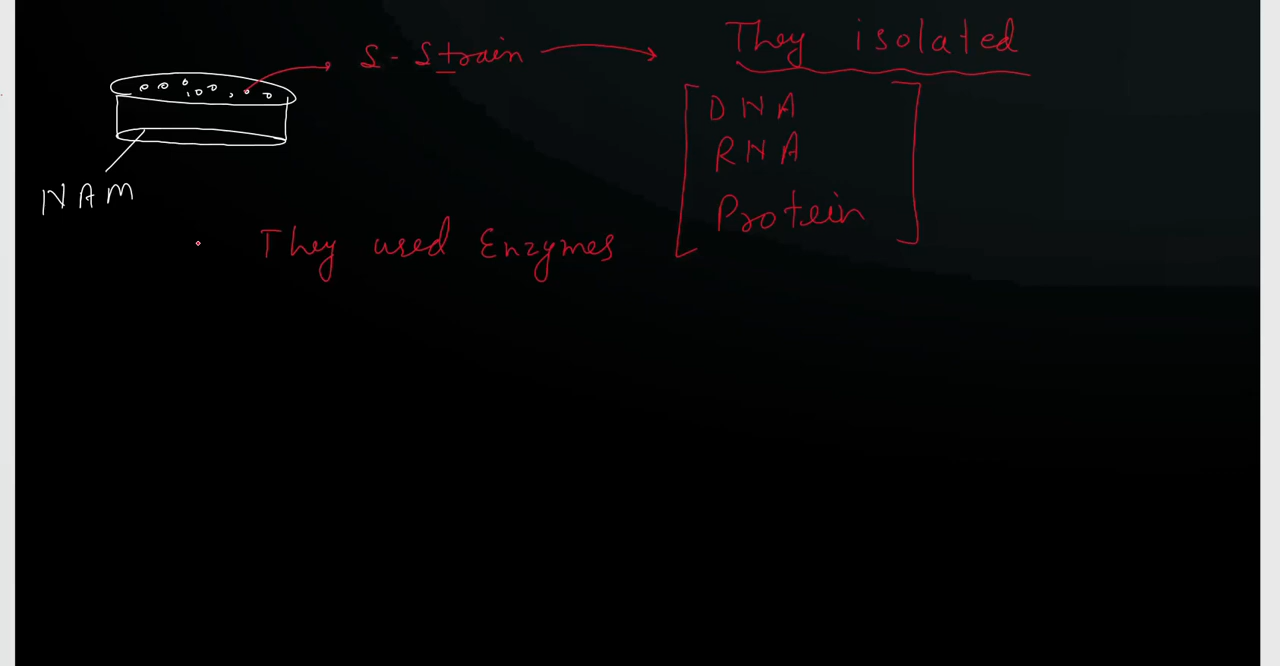 They isolated
S - Strain
DNA
RNA
Protein
NAM
They used Enzymes